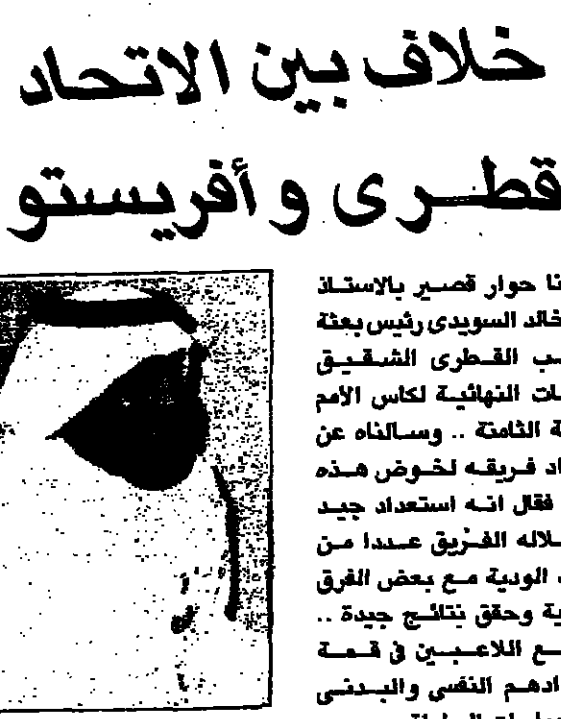 خلاف بين الاتحاد
قطرى و أفريستو
نا حوار قصير بالاستاذ
خالد السويدى رئيس بعثة
ب القطرى الشقيق
ات النهائية لكاس الأمم
ة الثامنة .. وسالناه عن
اد فريقه لخوض هذه
فقال انه استعداد جيد
لاله الفريق عددا من
الودية مع بعض الفرق
ية وحقق نتائج جيدة ..
ع اللاعبين فى قمة
ادهم النفسى والبدنى